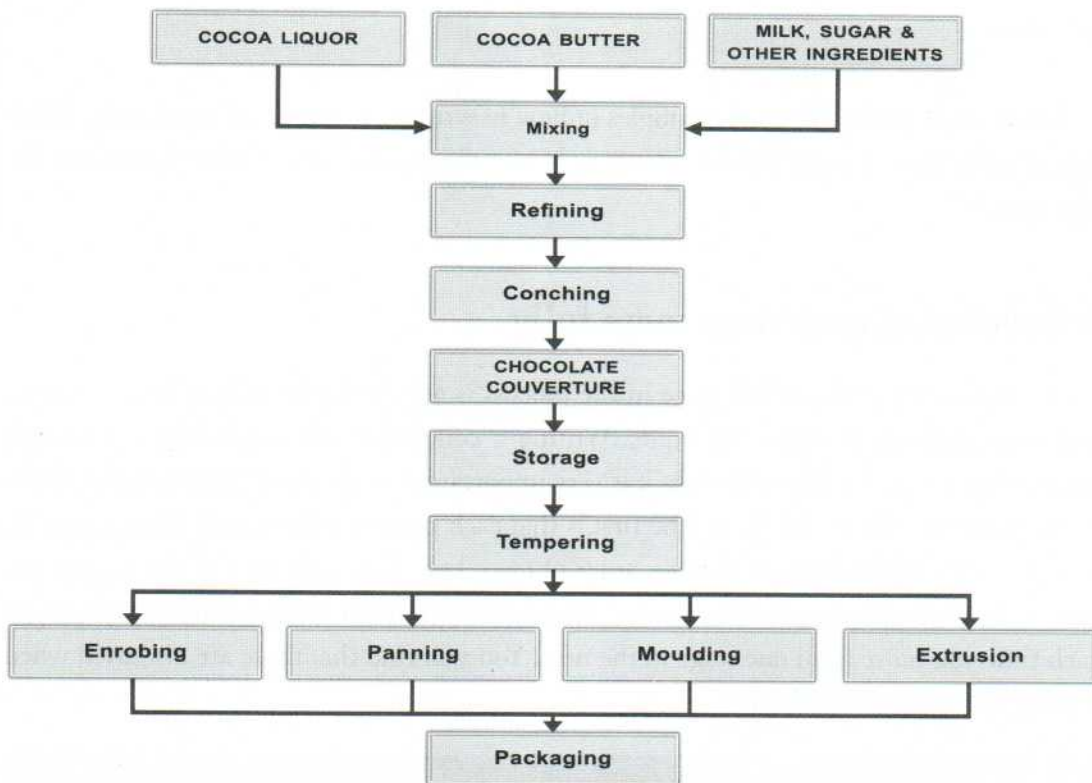 COCOA LIQUOR
COCOA BUTTER
MILK, SUGAR &
OTHER INGREDIENTS
Mixing
Refining
Conching
CHOCOLATE
COUVERTURE
Storage
Tempering
Enrobing
Panning
Moulding
Extrusion
Packaging